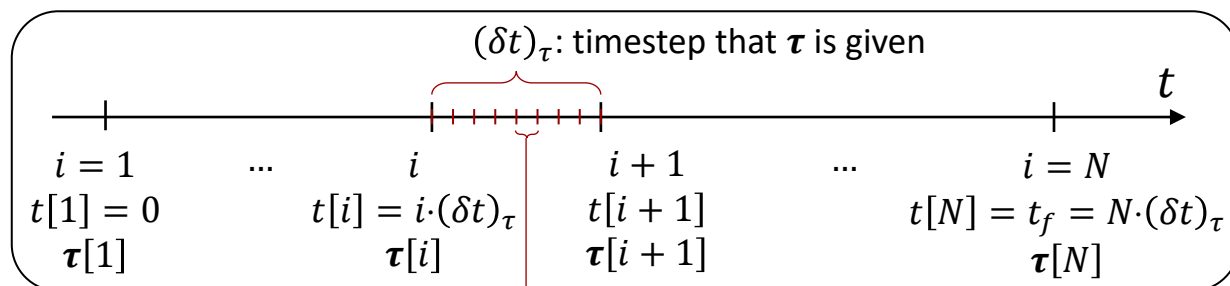 (δt)_τ: timestep that τ is given
t
i = 1 ... i i + 1 ... i = N
t[1] = 0 t[i] = i·(δt)_τ t[i + 1] t[N] = t_f = N·(δt)_τ
τ[1] τ[i] τ[i + 1] τ[N]